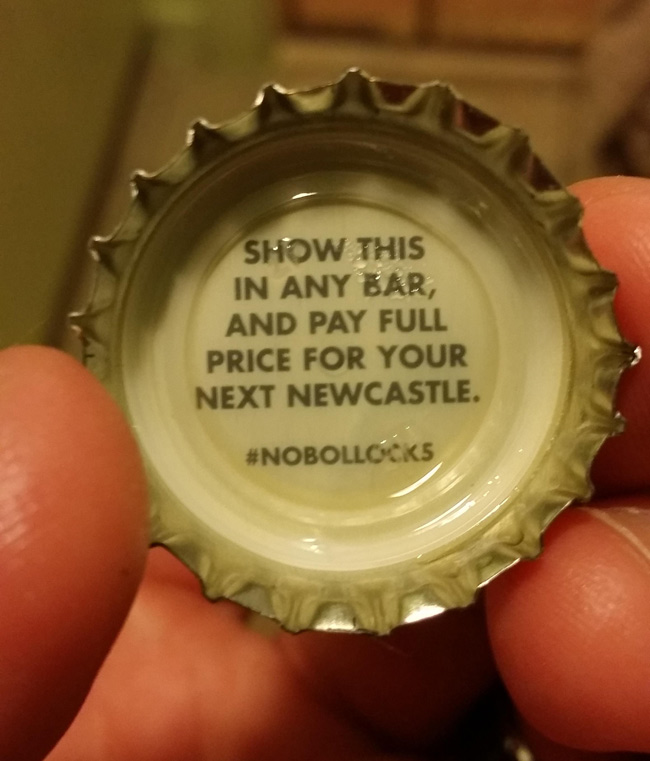 SHOW THIS
IN ANY BAR,
AND PAY FULL
PRICE FOR YOUR
NEXT NEWCASTLE.
#NOBOLLOCKS